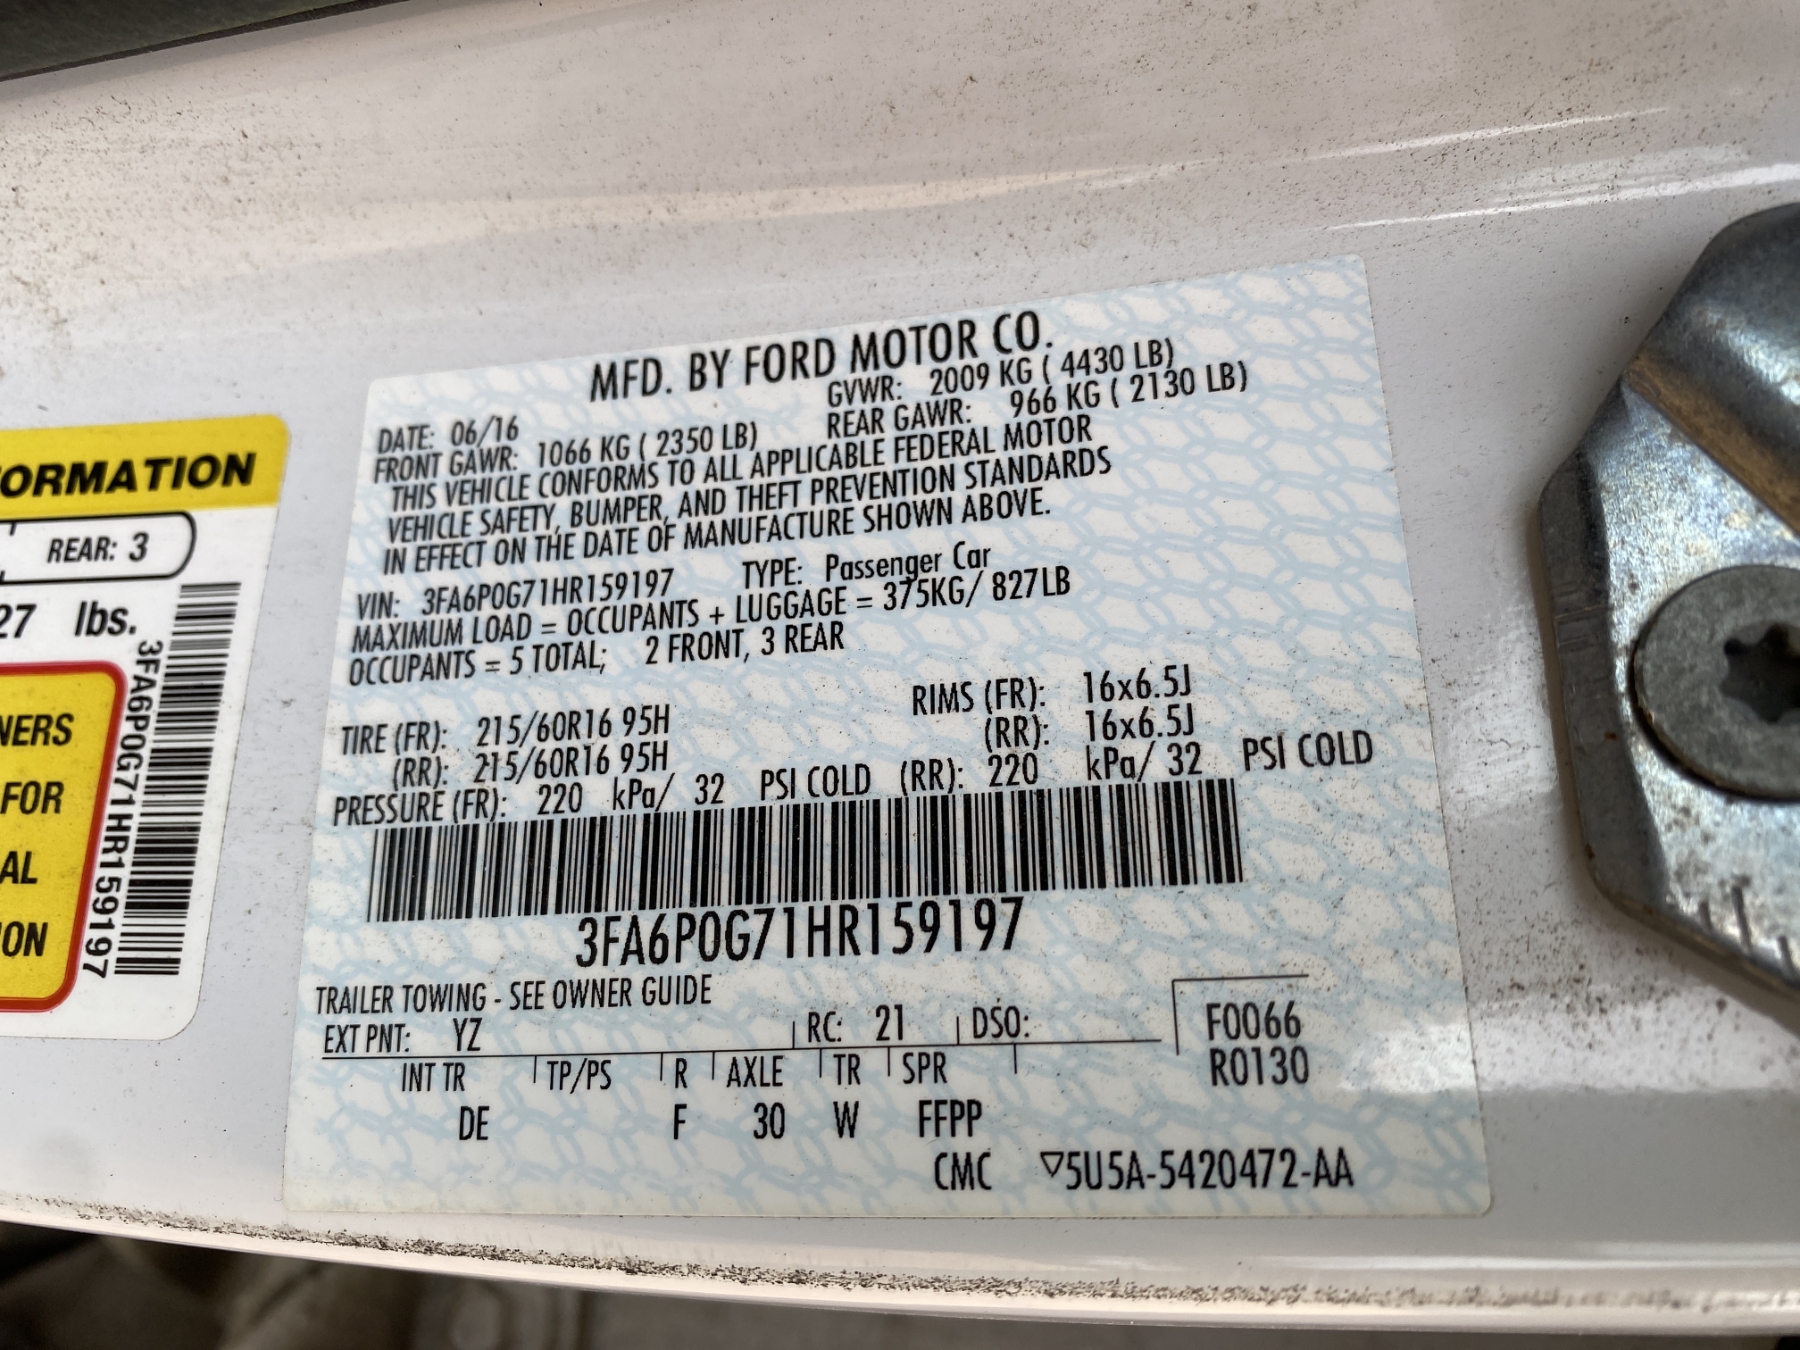 ORMATION
REAR: 3
27 lbs.
3FA6P0G71HR159197
NERS
FOR
AL
ION
MFD. BY FORD MOTOR CO.
DATE: 06/16 GVWR: 2009 KG ( 4430 LB)
FRONT GAWR: 1066 KG ( 2350 LB) REAR GAWR: 966 KG ( 2130 LB)
THIS VEHICLE CONFORMS TO ALL APPLICABLE FEDERAL MOTOR
VEHICLE SAFETY, BUMPER, AND THEFT PREVENTION STANDARDS
IN EFFECT ON THE DATE OF MANUFACTURE SHOWN ABOVE.
VIN: 3FA6P0G71HR159197 TYPE: Passenger Car
MAXIMUM LOAD = OCCUPANTS + LUGGAGE = 375KG/ 827LB
OCCUPANTS = 5 TOTAL; 2 FRONT, 3 REAR
TIRE (FR): 215/60R16 95H RIMS (FR): 16x6.5J
(RR): 215/60R16 95H (RR): 16x6.5J
PRESSURE (FR): 220 kPa/ 32 PSI COLD (RR): 220 kPa/ 32 PSI COLD
3FA6P0G71HR159197
TRAILER TOWING - SEE OWNER GUIDE
EXT PNT: YZ RC: 21 DSO: F0066
INT TR TP/PS R AXLE TR SPR R0130
DE F 30 W FFPP
CMC ▽5U5A-5420472-AA